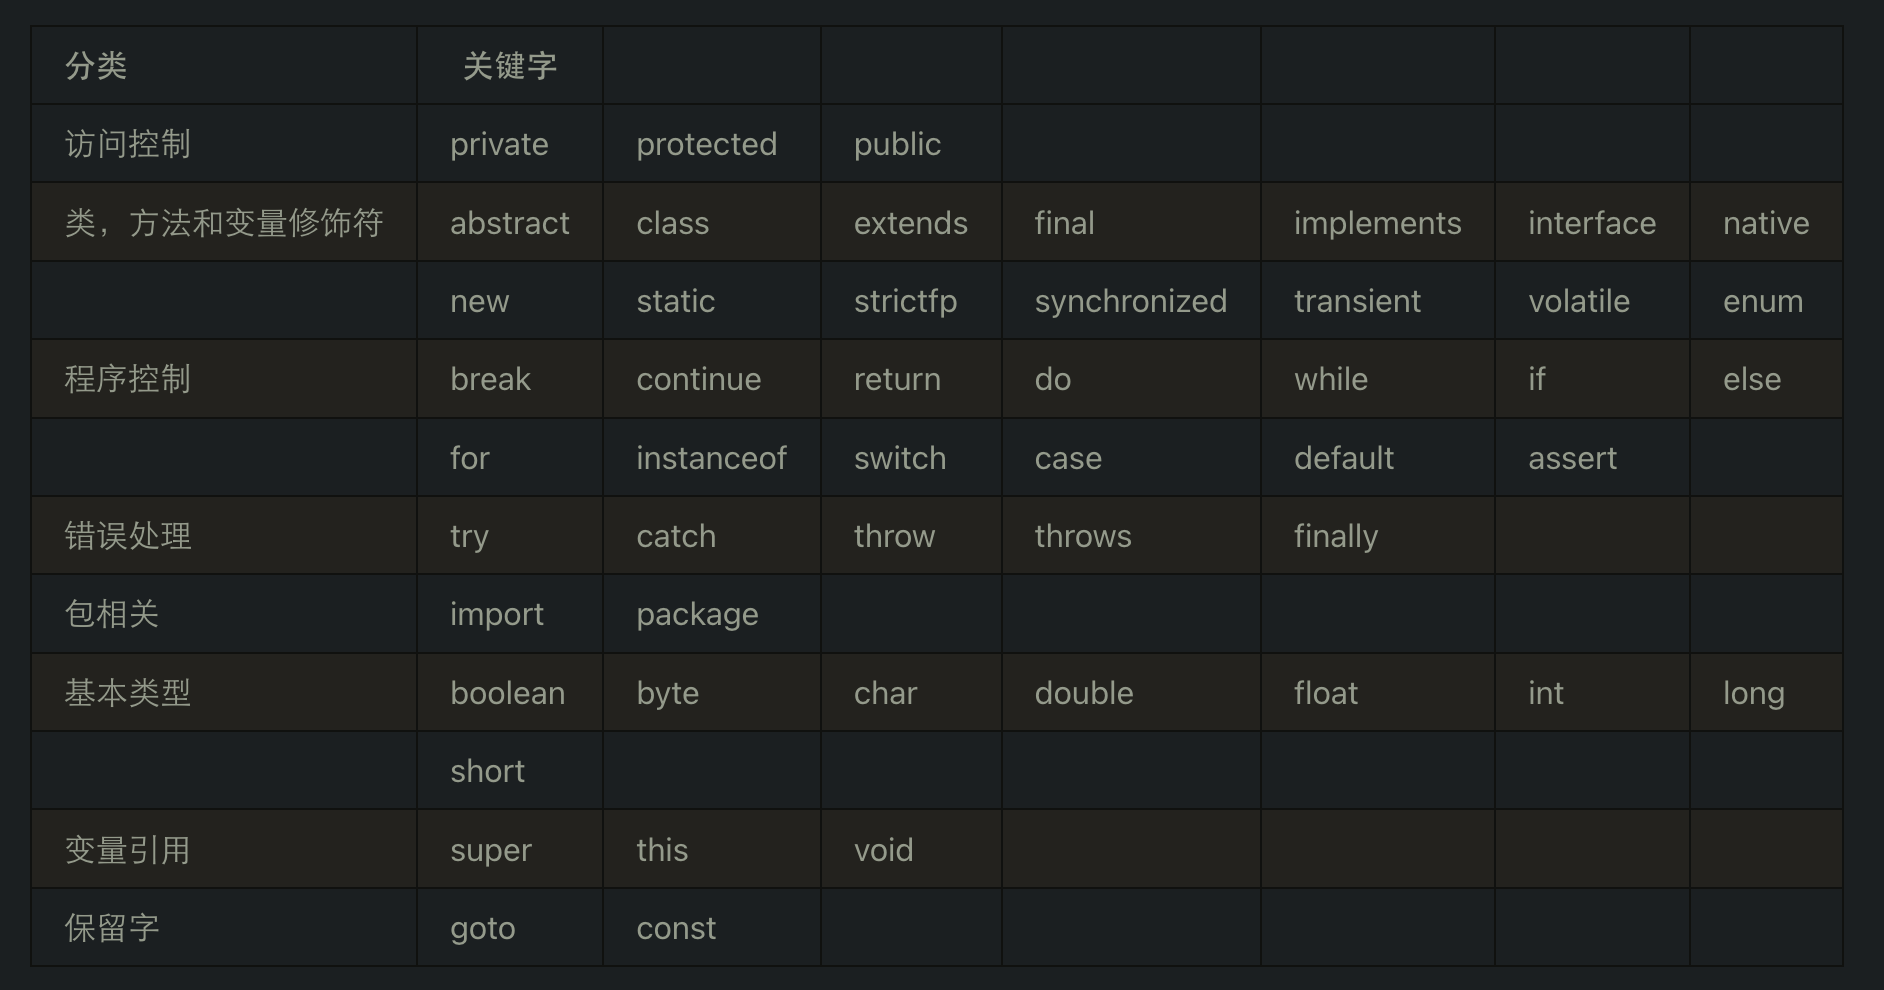 分类 关键字
访问控制 private protected public
类，方法和变量修饰符 abstract class extends final implements interface native
new static strictfp synchronized transient volatile enum
程序控制 break continue return do while if else
for instanceof switch case default assert
错误处理 try catch throw throws finally
包相关 import package
基本类型 boolean byte char double float int long
short
变量引用 super this void
保留字 goto const